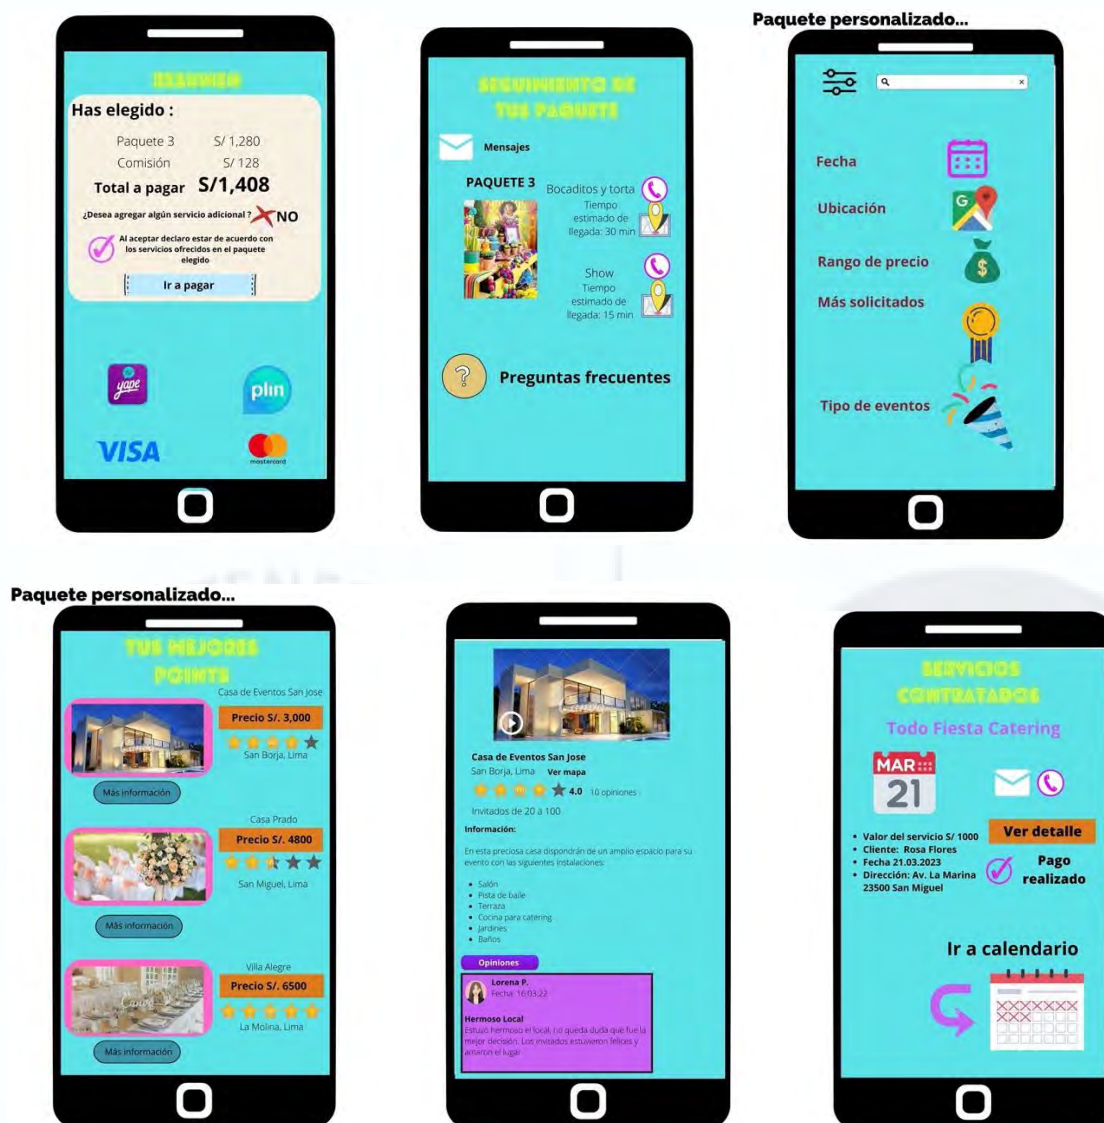 RESUMEN
Has elegido :
Paquete 3 S/ 1,280
Comisión S/ 128
Total a pagar S/1,408
¿Desea agregar algún servicio adicional ? NO
Al aceptar declaro estar de acuerdo con
los servicios ofrecidos en el paquete
elegido
Ir a pagar
yape
plin
VISA
mastercard
SEGUIMIENTO DE
TUS PAQUETE
Mensajes
PAQUETE 3
Bocaditos y torta
Tiempo
estimado de
llegada: 30 min
Show
Tiempo
estimado de
llegada: 15 min
?
Preguntas frecuentes
Paquete personalizado...
x
Fecha
Ubicación
G
Rango de precio
$
Más solicitados
Tipo de eventos
Paquete personalizado...
TUS MEJORES
POINTS
Casa de Eventos San Jose
Precio S/. 3,000
San Borja, Lima
Más información
Casa Prado
Precio S/. 4800
San Miguel, Lima
Más información
Villa Alegre
Precio S/. 6500
La Molina, Lima
Más información
Casa de Eventos San Jose
San Borja, Lima Ver mapa
4.0 10 opiniones
Invitados de 20 a 100
Información:
En esta preciosa casa dispondrán de un amplio espacio para su
evento con las siguientes instalaciones:
• Salón
• Pista de baile
• Terraza
• Cocina para catering
• Jardines
• Baños
Opiniones
Lorena P.
Fecha: 16.03.22
Hermoso Local
Estuvo hermoso el local, no queda duda que fue la
mejor decisión. Los invitados estuvieron felices y
amaron el lugar
SERVICIOS
CONTRATADOS
Todo Fiesta Catering
MAR
21
• Valor del servicio S/ 1000
• Cliente: Rosa Flores
• Fecha 21.03.2023
• Dirección: Av. La Marina
23500 San Miguel
Ver detalle
Pago
realizado
Ir a calendario